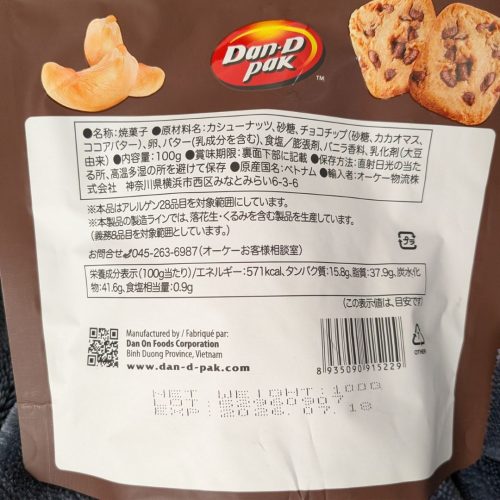 Dan·D
pak
TM
●名称:焼菓子 ●原材料名:カシューナッツ、砂糖、チョコチップ(砂糖、カカオマス、
ココアバター)、卵、バター(乳成分を含む)、食塩/膨張剤、バニラ香料、乳化剤(大豆
由来) ●内容量:100g ●賞味期限:裏面下部に記載 ●保存方法:直射日光の当た
る所、高温多湿の所を避けて保存 ●原産国名:ベトナム ●輸入者:オーケー物流株
式会社 神奈川県横浜市西区みなとみらい6-3-6
※本品はアレルゲン28品目を対象範囲にしています。
※本製品の製造ラインでは、落花生・くるみを含む製品を生産しています。
(義務8品目を対象範囲としています。)
お問合せ 045-263-6987(オーケーお客様相談室)
プラ
栄養成分表示(100g当たり)/エネルギー:571kcal、タンパク質:15.8g、脂質:37.9g、炭水化
物:41.6g、食塩相当量:0.9g
(この表示値は、目安です)
Manufactured by / Fabriqué par:
Dan On Foods Corporation
Binh Duong Province, Vietnam
www.dan-d-pak.com
8 935090 915229
OTHER
NET WEIGHT: 100G
LOT: 52960907
EXP: 2026.07.18